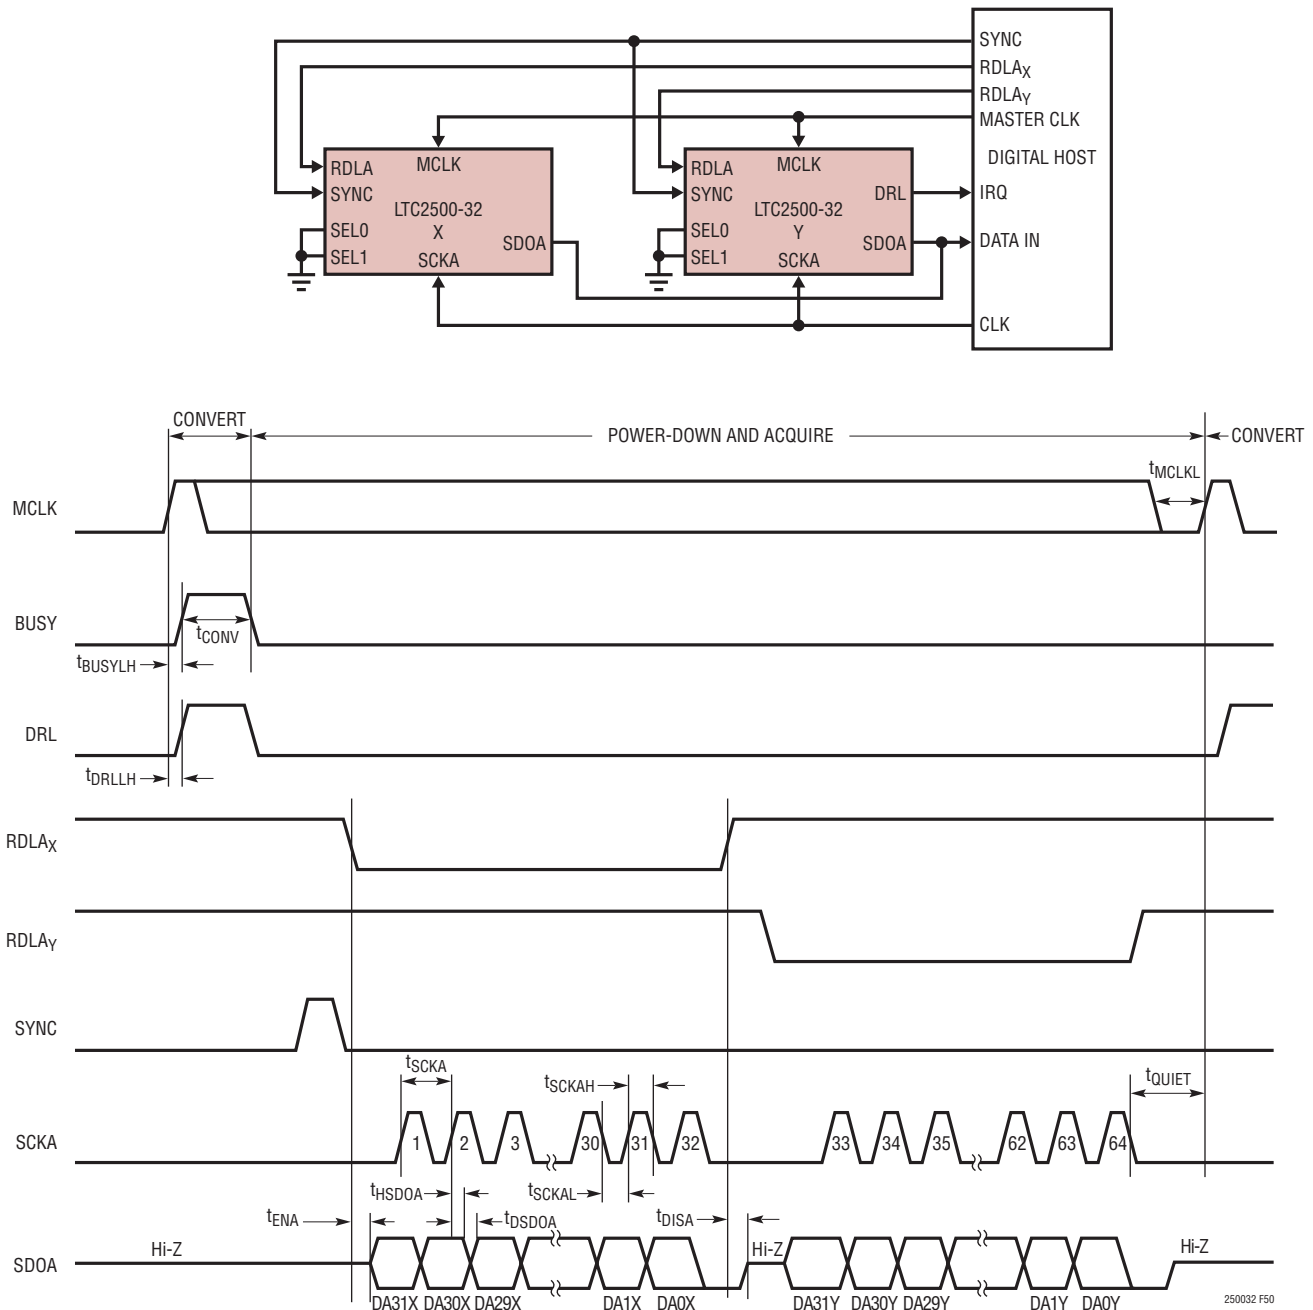 SYNC
RDLAX
RDLAY
MASTER CLK
DIGITAL HOST
IRQ
DATA IN
CLK
RDLA
MCLK
SYNC
LTC2500-32
X
SEL0
SEL1
SDOA
SCKA
RDLA
MCLK
SYNC
DRL
LTC2500-32
Y
SEL0
SEL1
SDOA
SCKA
CONVERT
POWER-DOWN AND ACQUIRE
CONVERT
MCLK
tMCLKL
BUSY
tCONV
tBUSYLH
DRL
tDRLLH
RDLAX
RDLAY
SYNC
tSCKA
tSCKAH
tQUIET
SCKA
1 2 3 30 31 32 33 34 35 62 63 64
tHSDOA
tSCKAL
tENA
tDSDOA
tDISA
SDOA
Hi-Z
Hi-Z
Hi-Z
DA31X DA30X DA29X DA1X DA0X DA31Y DA30Y DA29Y DA1Y DA0Y
250032 F50